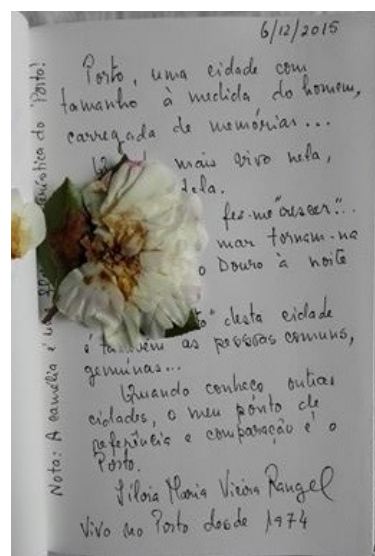 6/12/2015
Porto, uma cidade com
tamanho à medida do homem,
carregada de memórias...
mais vivo nela,
dela.
fez-me "crescer"...
mar tornam-na
o Douro à noite
desta cidade
é também as pessoas comuns,
genuínas...
Quando conheço outras
cidades, o meu ponto de
referência e comparação é o
Porto.
Sílvia Maria Vieira Rangel
Vivo no Porto desde 1974
Nota: A camélia é do "Porto!